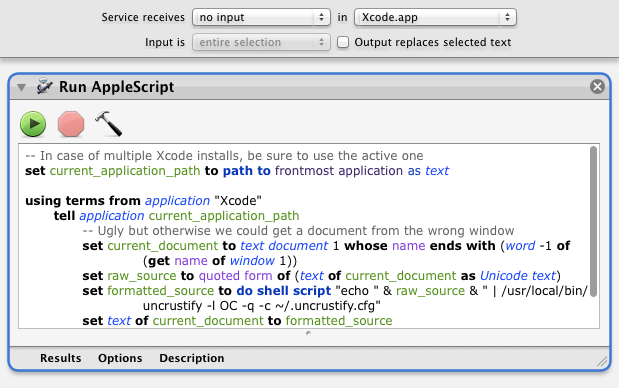 Service receives no input in Xcode.app
Input is entire selection Output replaces selected text
Run AppleScript
-- In case of multiple Xcode installs, be sure to use the active one
set current_application_path to path to frontmost application as text
using terms from application "Xcode"
tell application current_application_path
-- Ugly but otherwise we could get a document from the wrong window
set current_document to text document 1 whose name ends with (word -1 of
(get name of window 1))
set raw_source to quoted form of (text of current_document as Unicode text)
set formatted_source to do shell script "echo " & raw_source & " | /usr/local/bin/
uncrustify -l OC -q -c ~/.uncrustify.cfg"
set text of current_document to formatted_source
Results Options Description